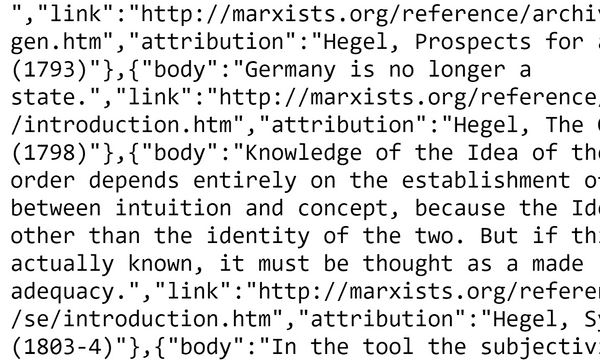 ","link":"http://marxists.org/reference/archiv
gen.htm","attribution":"Hegel, Prospects for
(1793)"},{"body":"Germany is no longer a
state.","link":"http://marxists.org/reference/
/introduction.htm","attribution":"Hegel, The
(1798)"},{"body":"Knowledge of the Idea of the
order depends entirely on the establishment of
between intuition and concept, because the Ide
other than the identity of the two. But if thi
actually known, it must be thought as a made
adequacy.","link":"http://marxists.org/referen
/se/introduction.htm","attribution":"Hegel, Sy
(1803-4)"},{"body":"In the tool the subjectiv